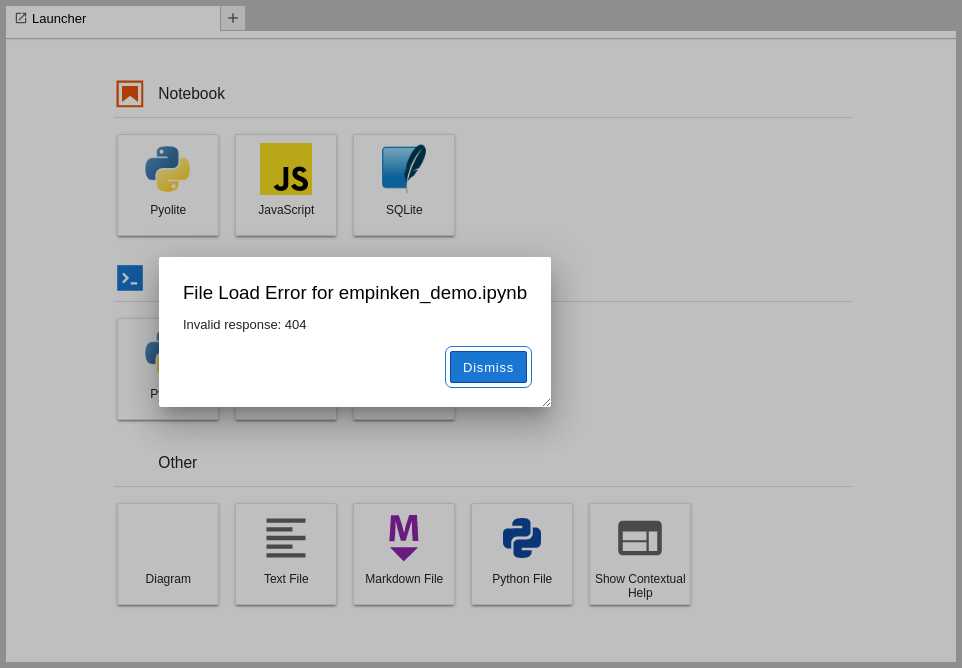 Launcher
Notebook
Pyolite
JS
JavaScript
SQLite
File Load Error for empinken_demo.ipynb
Invalid response: 404
Dismiss
Other
Diagram
Text File
M
Markdown File
Python File
Show Contextual
Help